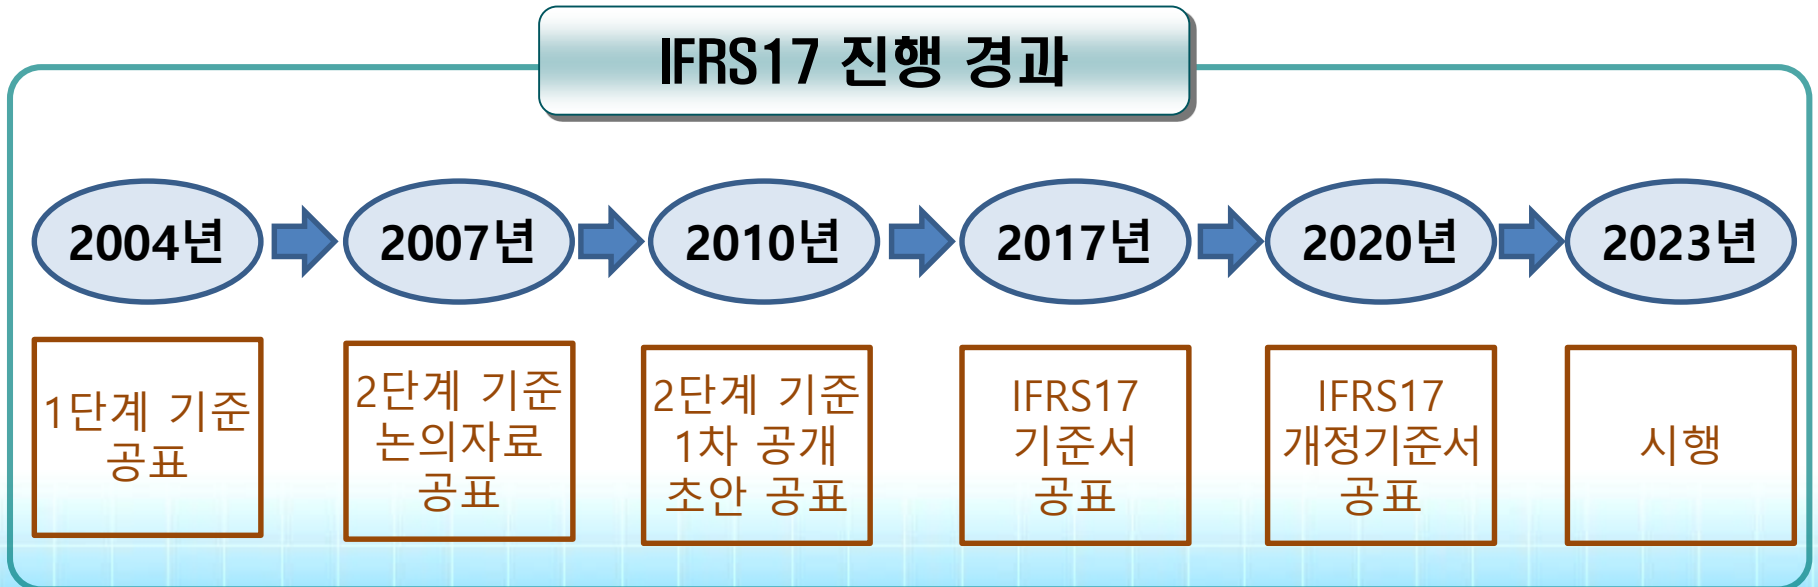 IFRS17 진행 경과
2004년
2007년
2010년
2017년
2020년
2023년
1단계 기준
공표
2단계 기준
논의자료
공표
2단계 기준
1차 공개
초안 공표
IFRS17
기준서
공표
IFRS17
개정기준서
공표
시행